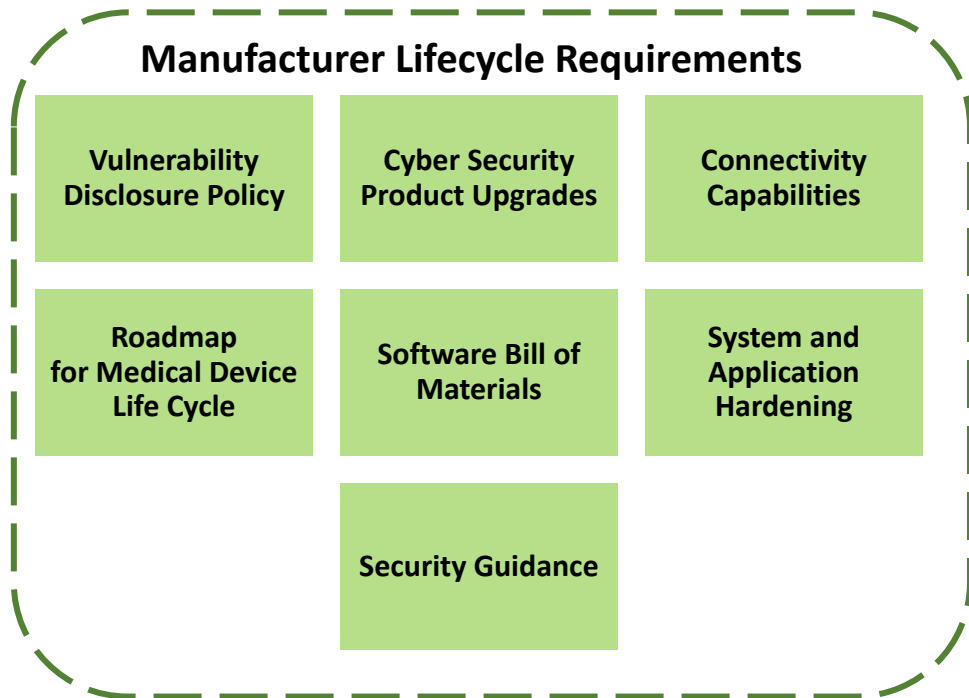 Manufacturer Lifecycle Requirements
Vulnerability
Disclosure Policy
Cyber Security
Product Upgrades
Connectivity
Capabilities
Roadmap
for Medical Device
Life Cycle
Software Bill of
Materials
System and
Application
Hardening
Security Guidance